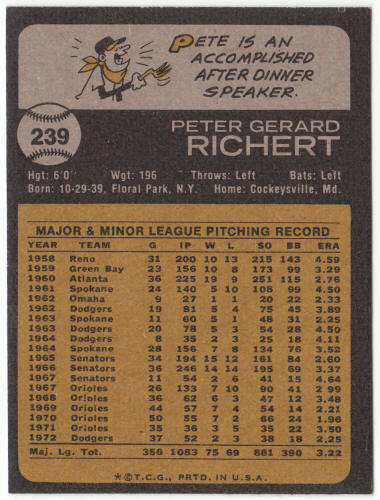 PETE IS AN
ACCOMPLISHED
AFTER DINNER
SPEAKER.
239
PETER GERARD
RICHERT
Hgt: 6'0" Wgt: 196 Throws: Left Bats: Left
Born: 10-29-39, Floral Park, N.Y. Home: Cockeysville, Md.
MAJOR & MINOR LEAGUE PITCHING RECORD
YEAR TEAM G IP W L SO BB ERA
1958 Reno 31 200 10 13 215 143 4.59
1959 Green Bay 23 156 10 8 173 99 3.29
1960 Atlanta 36 225 19 9 251 115 2.76
1961 Spokane 24 140 5 10 108 99 4.50
1962 Omaha 9 27 1 1 20 22 2.33
1962 Dodgers 19 81 5 4 75 45 3.89
1963 Spokane 11 60 5 1 48 31 2.25
1963 Dodgers 20 78 5 3 54 28 4.50
1964 Dodgers 8 35 2 3 25 18 4.11
1964 Spokane 28 156 7 8 134 76 3.52
1965 Senators 34 194 15 12 161 84 2.60
1966 Senators 36 246 14 14 195 69 3.37
1967 Senators 11 54 2 6 41 15 4.67
1967 Orioles 26 133 7 10 90 41 2.99
1968 Orioles 36 62 6 3 47 12 3.48
1969 Orioles 44 57 7 4 54 14 2.21
1970 Orioles 50 55 7 2 66 24 1.96
1971 Orioles 35 36 3 5 35 22 3.50
1972 Dodgers 37 52 2 3 38 18 2.25
Maj. Lg. Tot. 356 1083 75 69 881 390 3.22
*©T.C.G., PRTD. IN U.S.A.